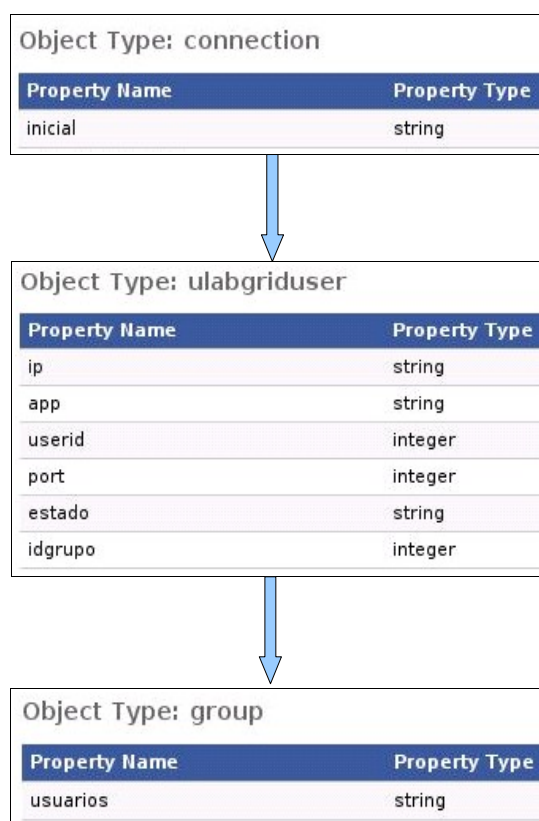 Object Type: connection
Property Name Property Type
inicial string
Object Type: ulabgriduser
Property Name Property Type
ip string
app string
userid integer
port integer
estado string
idgrupo integer
Object Type: group
Property Name Property Type
usuarios string